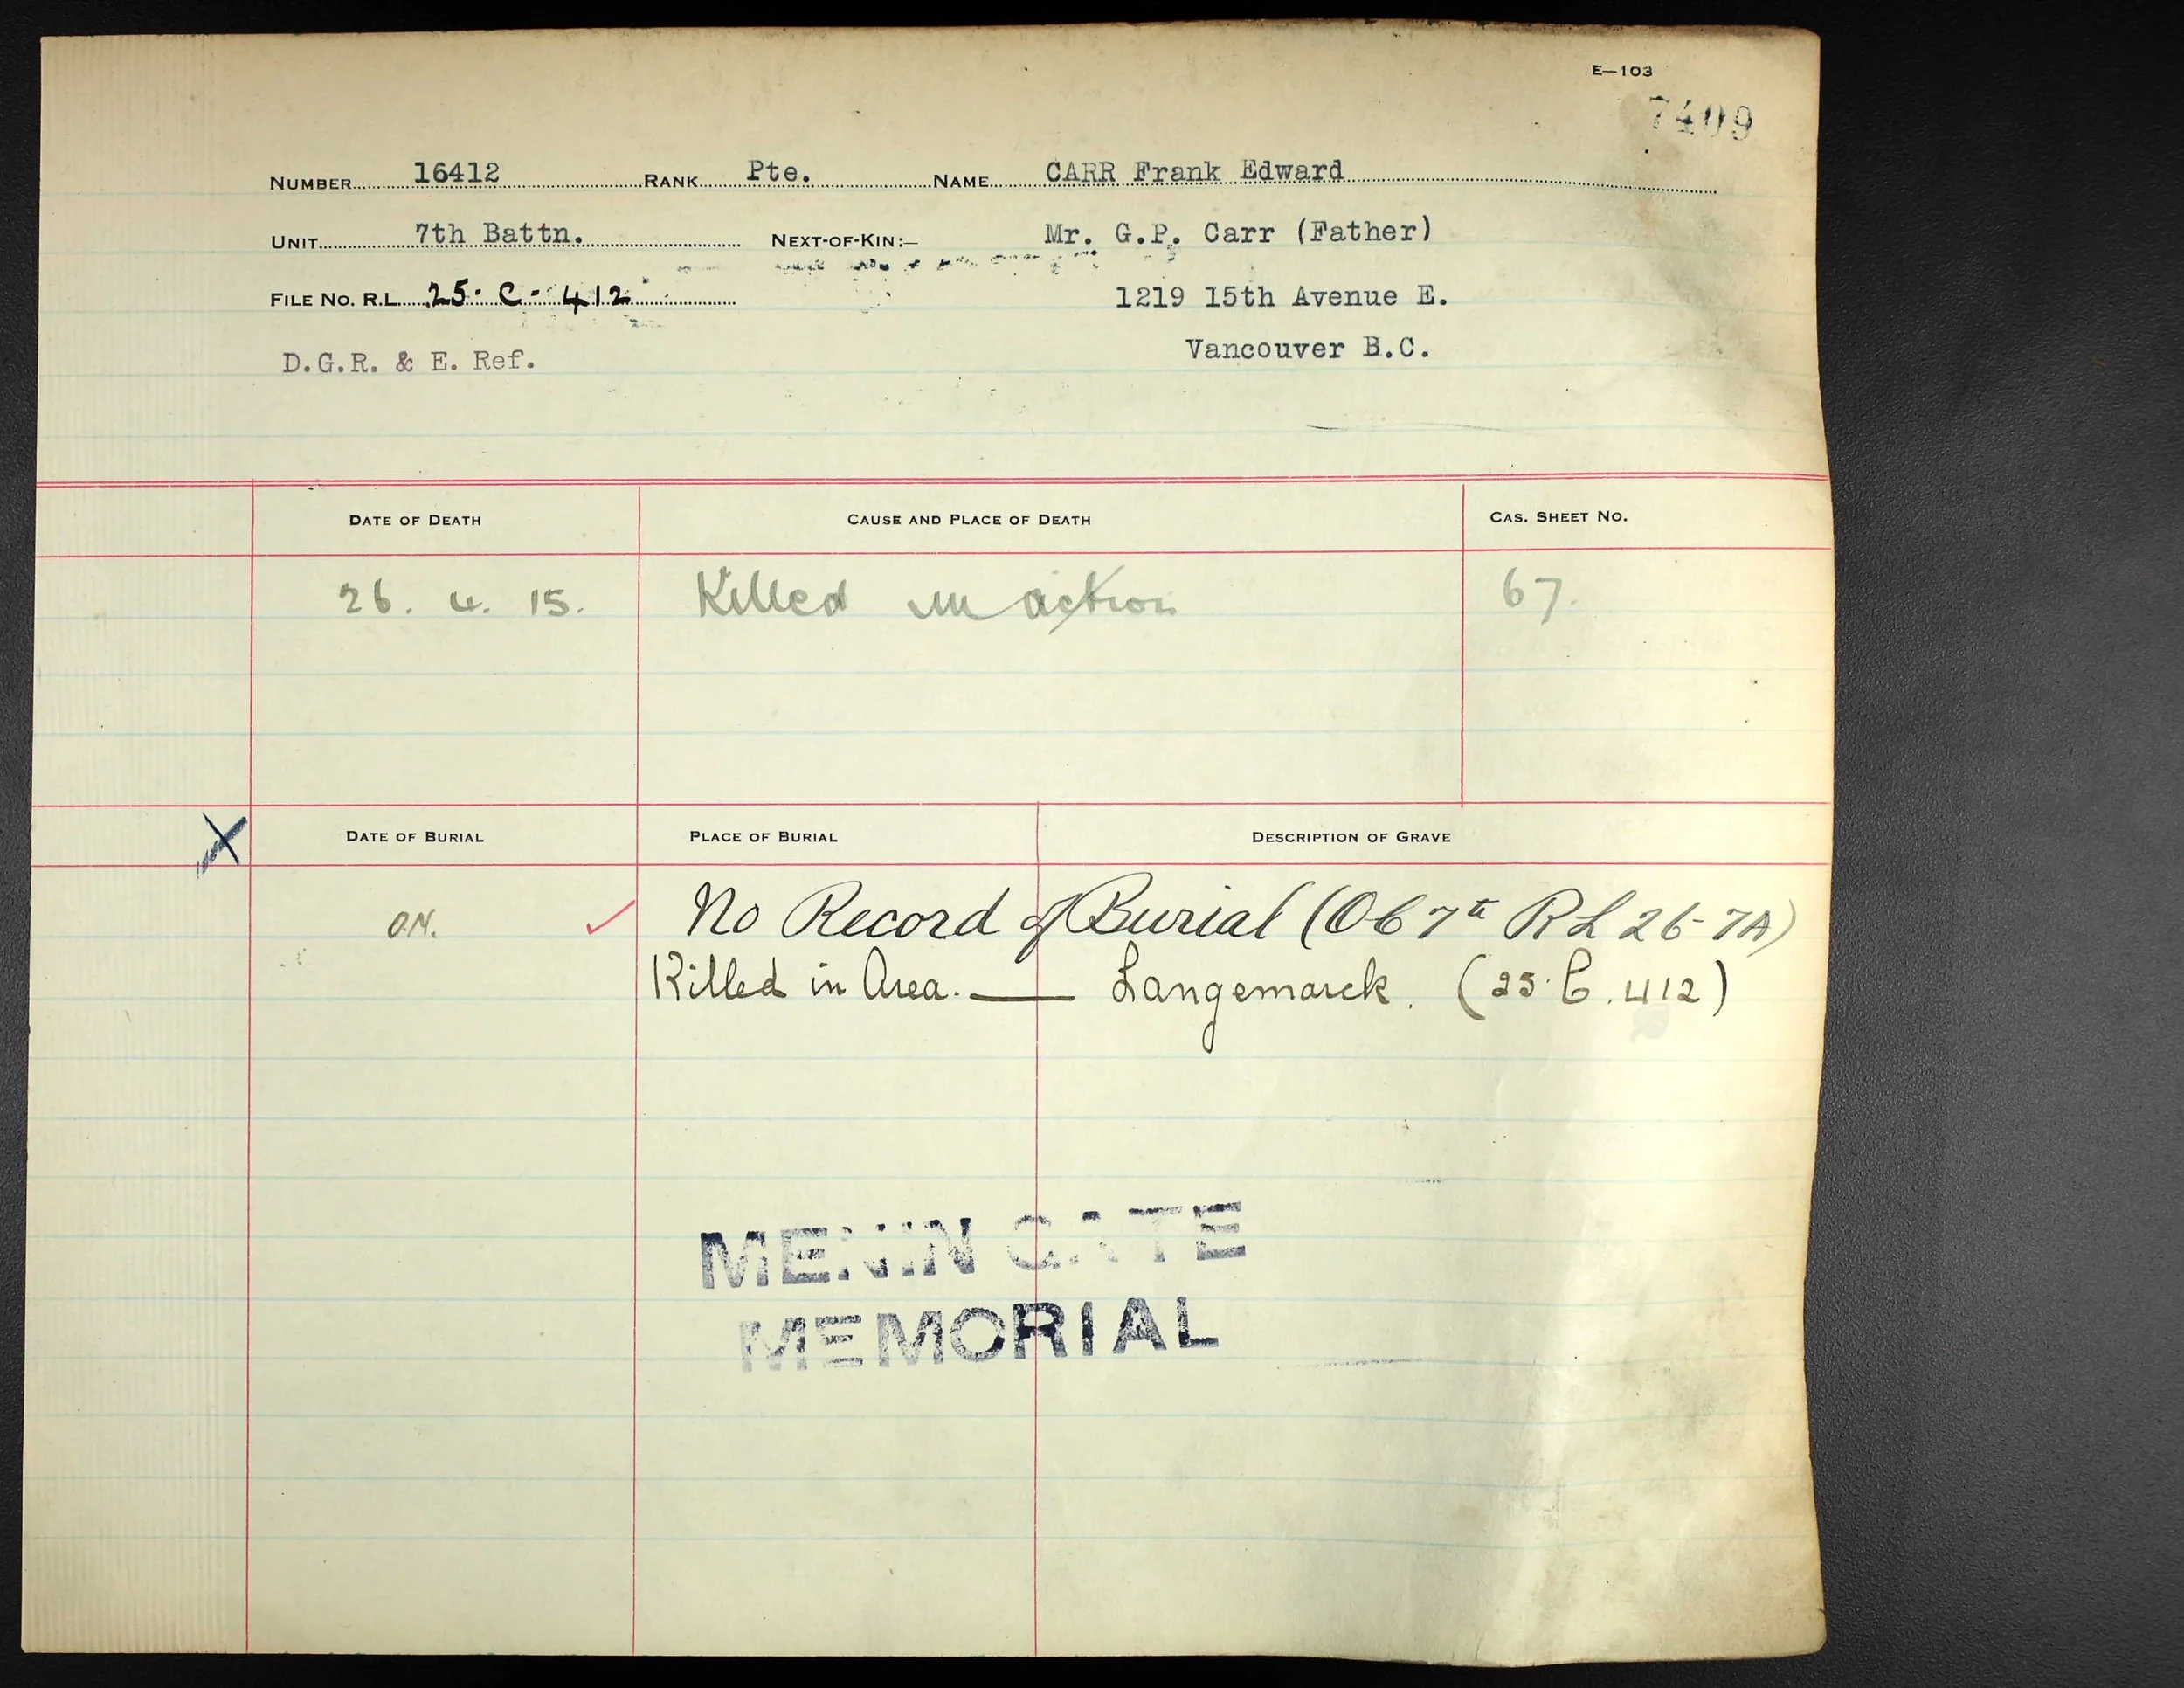 E—103
7409
NUMBER 16412 RANK Pte. NAME CARR Frank Edward
UNIT 7th Battn. NEXT-OF-KIN:— Mr. G.P. Carr (Father)
FILE NO. R.L. 25. C - 412 1219 15th Avenue E.
D.G.R. & E. Ref. Vancouver B.C.
DATE OF DEATH CAUSE AND PLACE OF DEATH CAS. SHEET NO.
26. 4. 15. Killed in action 67.
X DATE OF BURIAL PLACE OF BURIAL DESCRIPTION OF GRAVE
✓ No Record of Burial (OC 7th RL 26-7A)
Killed in Area. — Langemarck. (25.C.412)
MENIN GATE
MEMORIAL